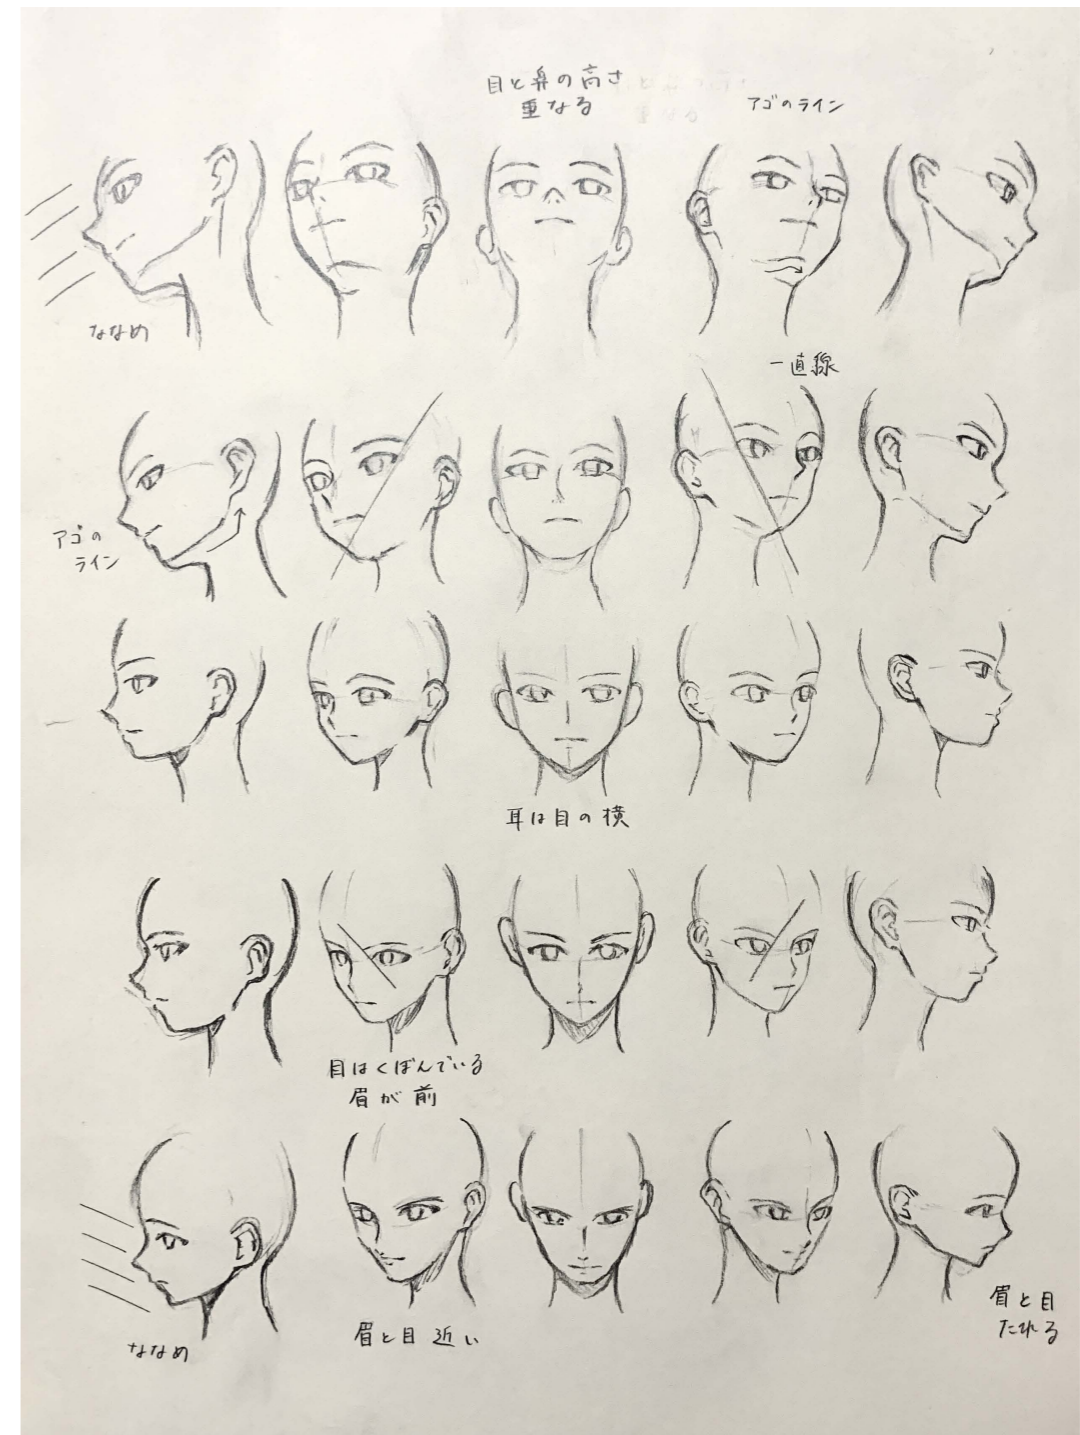 目と鼻の高さ
重なる
アゴのライン
ななめ
一直線
アゴの
ライン
耳は目の横
目はくぼんでいる
眉が前
眉と目
たれる
眉と目近い
ななめ